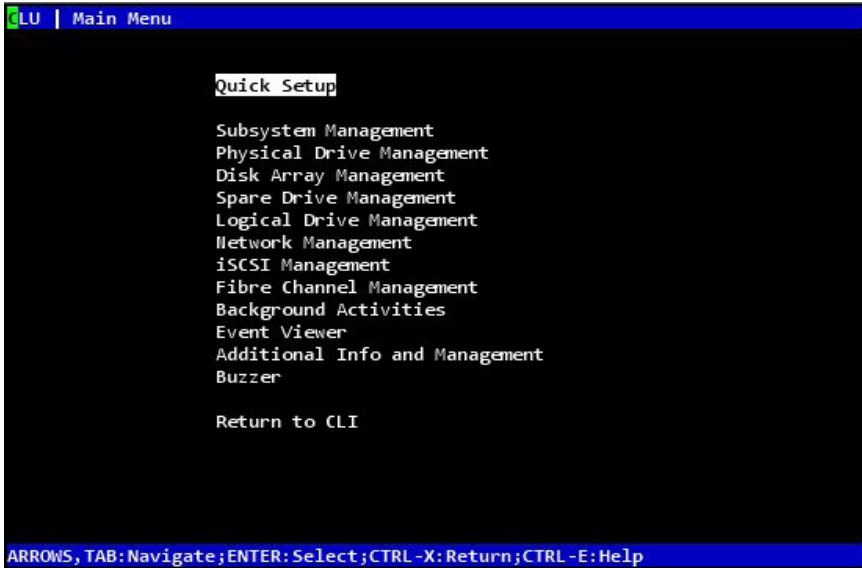 CLU | Main Menu
Quick Setup
Subsystem Management
Physical Drive Management
Disk Array Management
Spare Drive Management
Logical Drive Management
Network Management
iSCSI Management
Fibre Channel Management
Background Activities
Event Viewer
Additional Info and Management
Buzzer
Return to CLI
ARROWS,TAB:Navigate;ENTER:Select;CTRL-X:Return;CTRL-E:Help